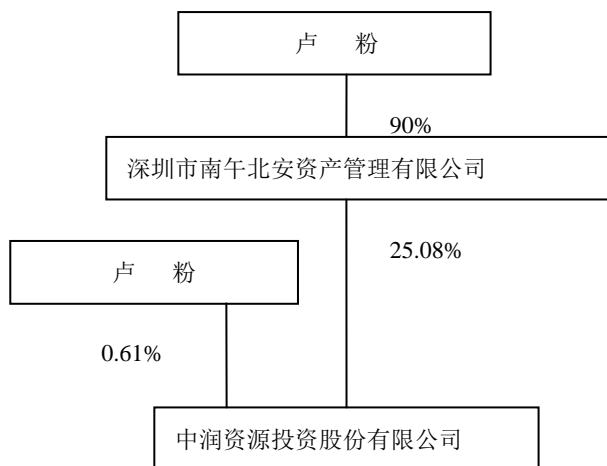 卢 粉
90%
深圳市南午北安资产管理有限公司
25.08%
卢 粉
0.61%
中润资源投资股份有限公司